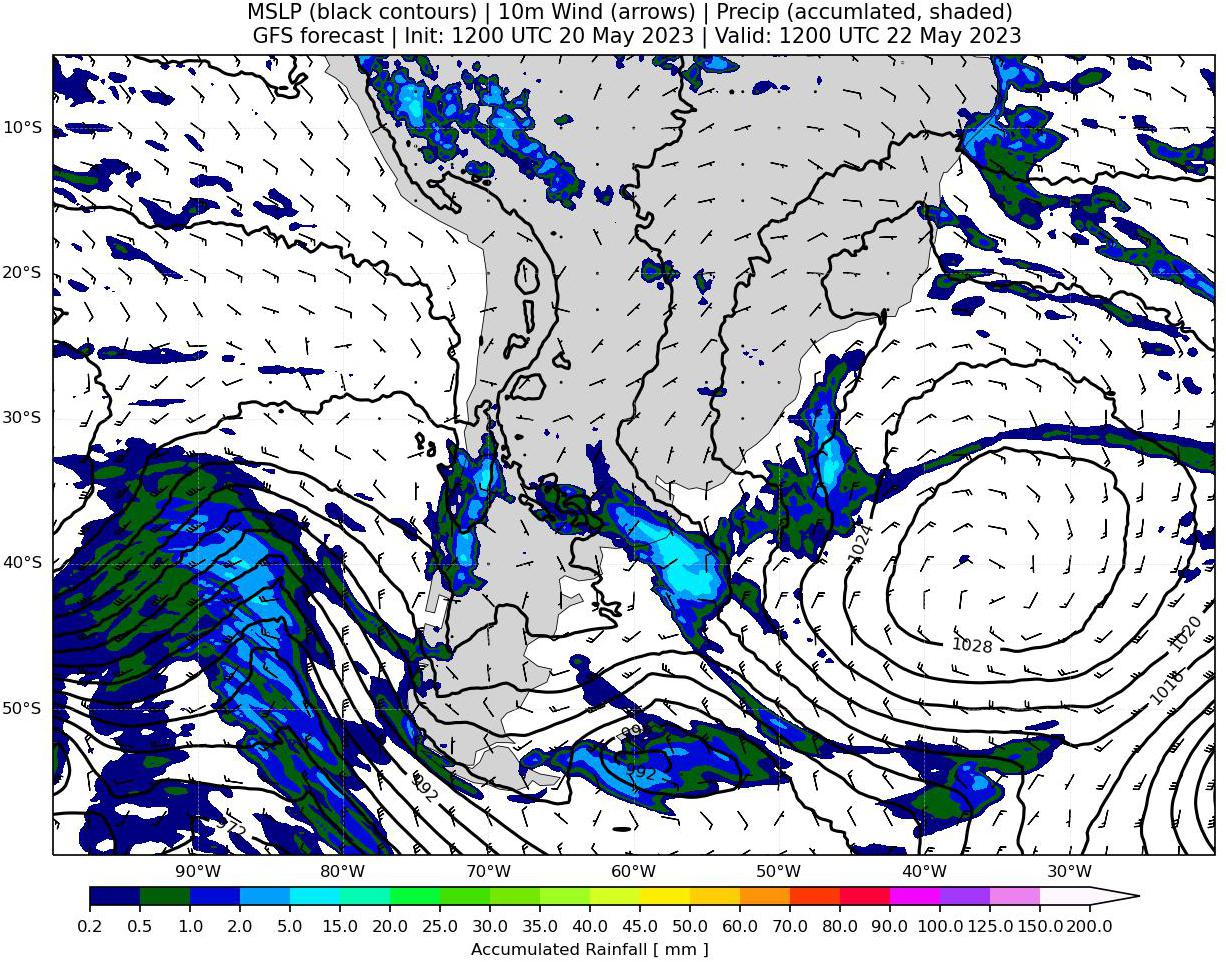 MSLP (black contours) | 10m Wind (arrows) | Precip (accumlated, shaded)
GFS forecast | Init: 1200 UTC 20 May 2023 | Valid: 1200 UTC 22 May 2023
10°S
20°S
30°S
40°S
50°S
1024
1028
1020
1016
992
992
972
90°W 80°W 70°W 60°W 50°W 40°W 30°W
0.2 0.5 1.0 2.0 5.0 10.0 15.0 20.0 25.0 30.0 35.0 40.0 45.0 50.0 60.0 70.0 80.0 90.0 100.0 125.0 150.0 200.0
Accumulated Rainfall [ mm ]